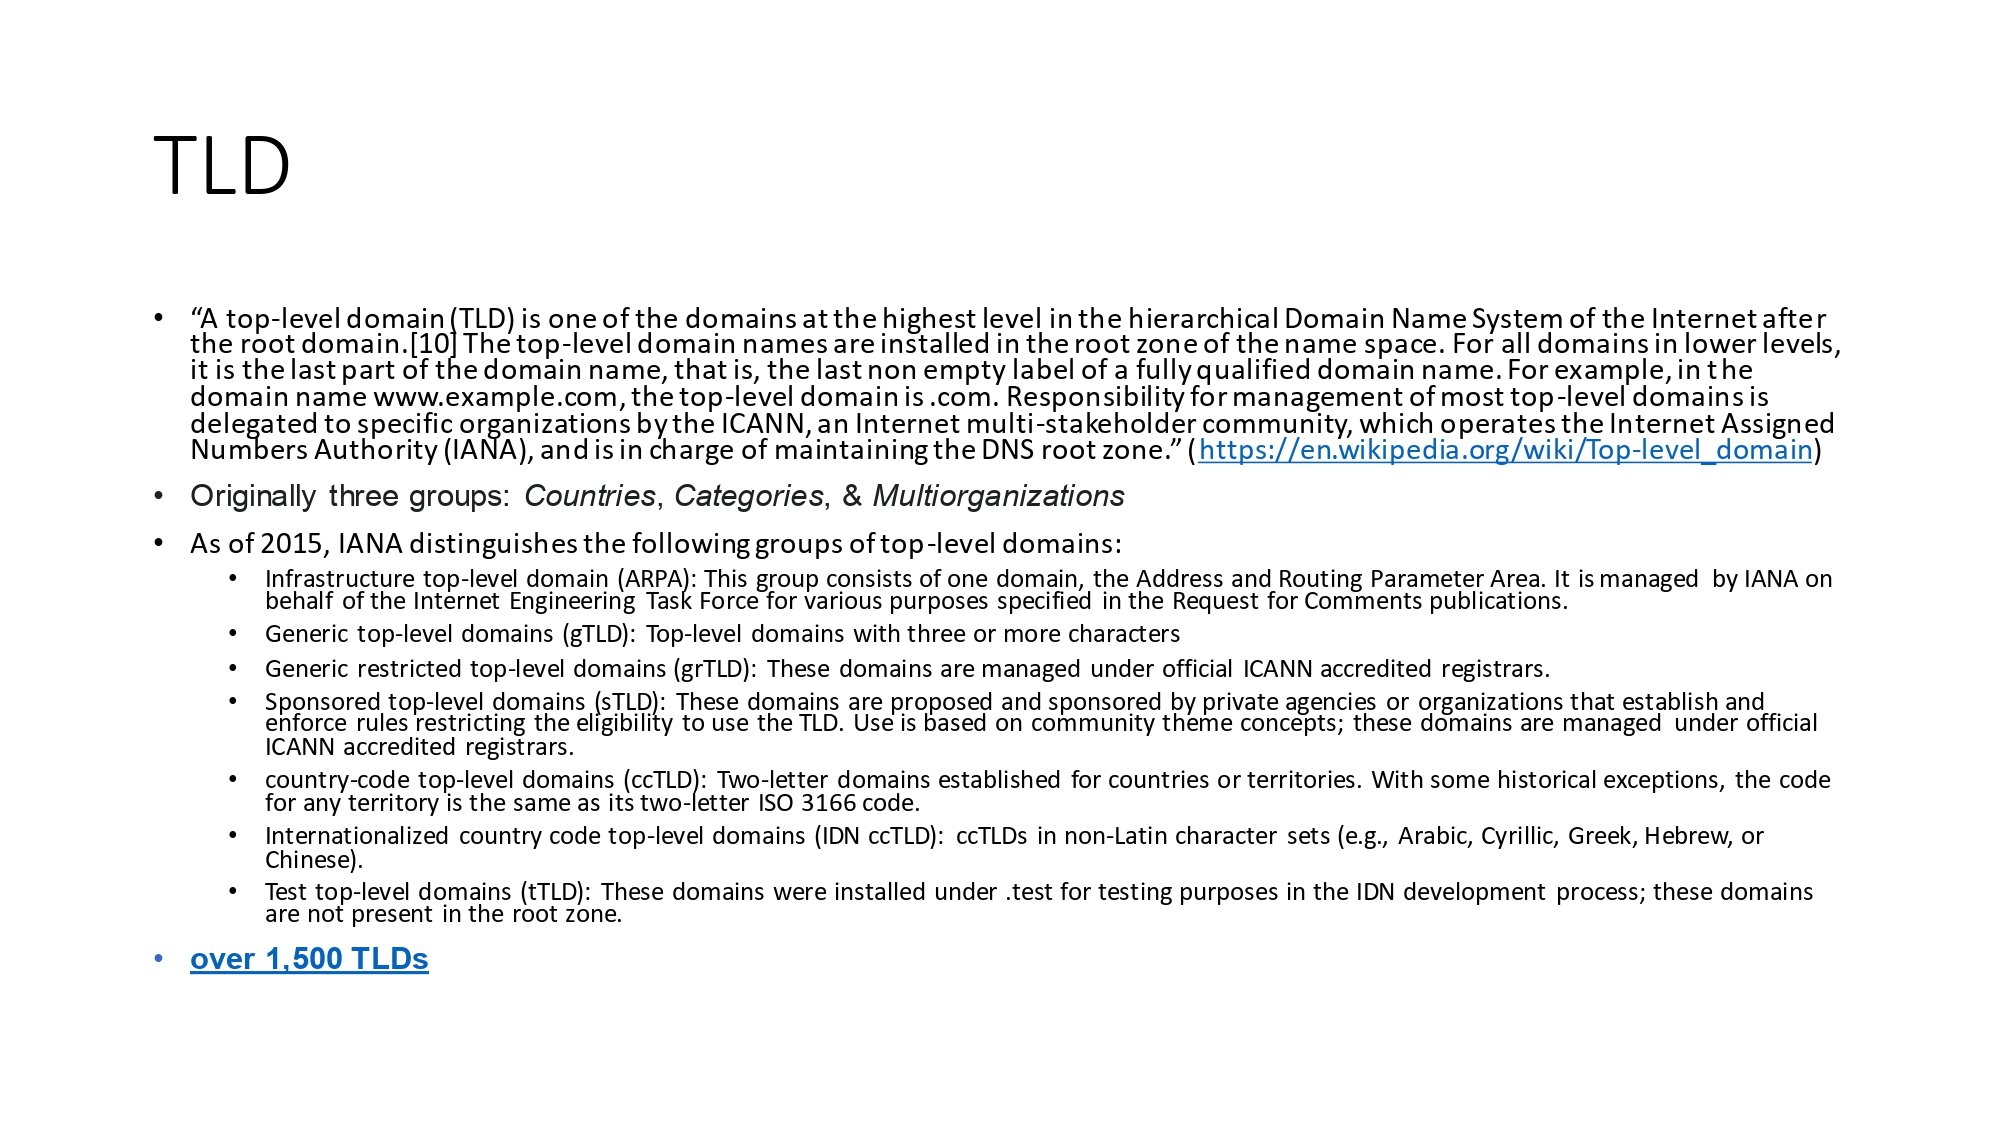 TLD
• “A top-level domain (TLD) is one of the domains at the highest level in the hierarchical Domain Name System of the Internet after
the root domain.[10] The top-level domain names are installed in the root zone of the name space. For all domains in lower levels,
it is the last part of the domain name, that is, the last non empty label of a fully qualified domain name. For example, in the
domain name www.example.com, the top-level domain is .com. Responsibility for management of most top-level domains is
delegated to specific organizations by the ICANN, an Internet multi-stakeholder community, which operates the Internet Assigned
Numbers Authority (IANA), and is in charge of maintaining the DNS root zone.” (https://en.wikipedia.org/wiki/Top-level_domain)
• Originally three groups: Countries, Categories, & Multiorganizations
• As of 2015, IANA distinguishes the following groups of top-level domains:
• Infrastructure top-level domain (ARPA): This group consists of one domain, the Address and Routing Parameter Area. It is managed by IANA on
behalf of the Internet Engineering Task Force for various purposes specified in the Request for Comments publications.
• Generic top-level domains (gTLD): Top-level domains with three or more characters
• Generic restricted top-level domains (grTLD): These domains are managed under official ICANN accredited registrars.
• Sponsored top-level domains (sTLD): These domains are proposed and sponsored by private agencies or organizations that establish and
enforce rules restricting the eligibility to use the TLD. Use is based on community theme concepts; these domains are managed under official
ICANN accredited registrars.
• country-code top-level domains (ccTLD): Two-letter domains established for countries or territories. With some historical exceptions, the code
for any territory is the same as its two-letter ISO 3166 code.
• Internationalized country code top-level domains (IDN ccTLD): ccTLDs in non-Latin character sets (e.g., Arabic, Cyrillic, Greek, Hebrew, or
Chinese).
• Test top-level domains (tTLD): These domains were installed under .test for testing purposes in the IDN development process; these domains
are not present in the root zone.
• over 1,500 TLDs